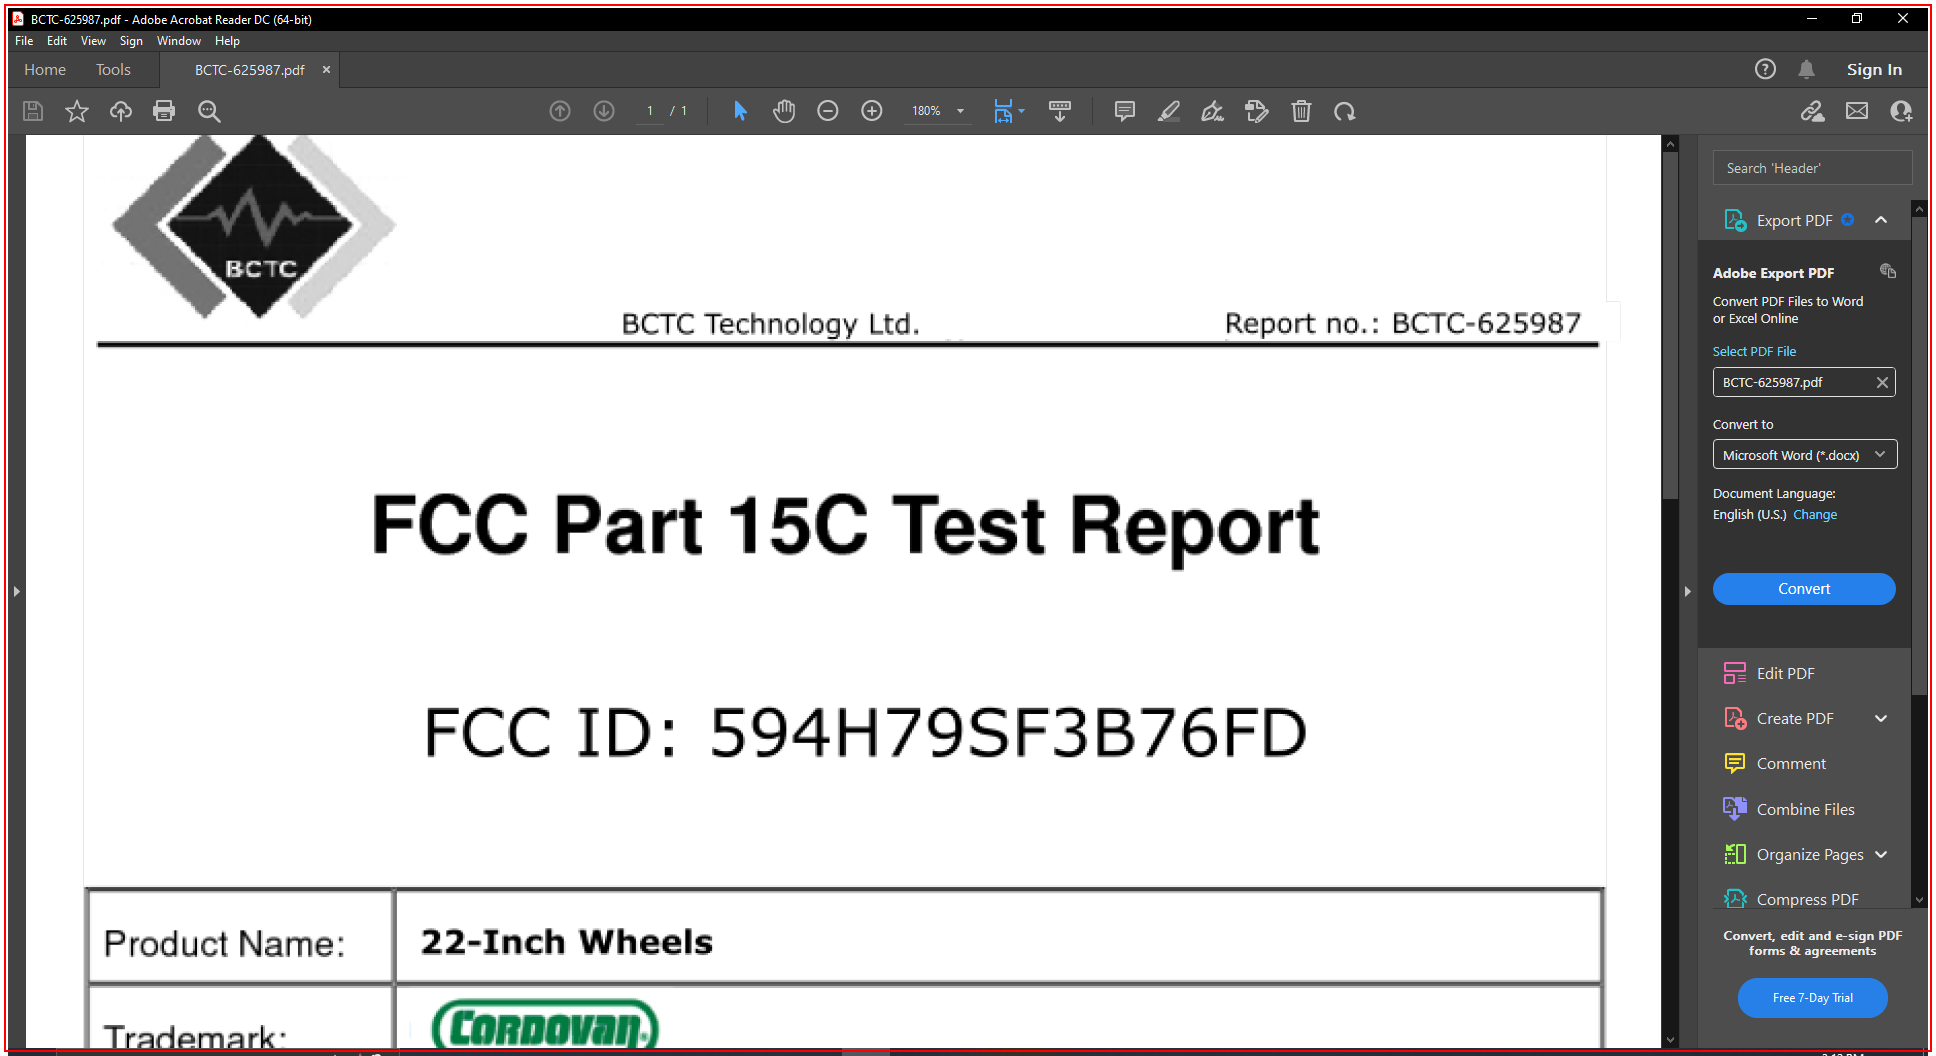 BCTC-625987.pdf - Adobe Acrobat Reader DC (64-bit)
File Edit View Sign Window Help
Home Tools BCTC-625987.pdf × Sign In
1 / 1 180%
BCTC
BCTC Technology Ltd. Report no.: BCTC-625987
FCC Part 15C Test Report
FCC ID: 594H79SF3B76FD
Product Name: 22-Inch Wheels
Trademark: CORDOVAN
Search 'Header'
Export PDF
Adobe Export PDF
Convert PDF Files to Word
or Excel Online
Select PDF File
BCTC-625987.pdf
Convert to
Microsoft Word (*.docx)
Document Language:
English (U.S.) Change
Convert
Edit PDF
Create PDF
Comment
Combine Files
Organize Pages
Compress PDF
Convert, edit and e-sign PDF
forms & agreements
Free 7-Day Trial